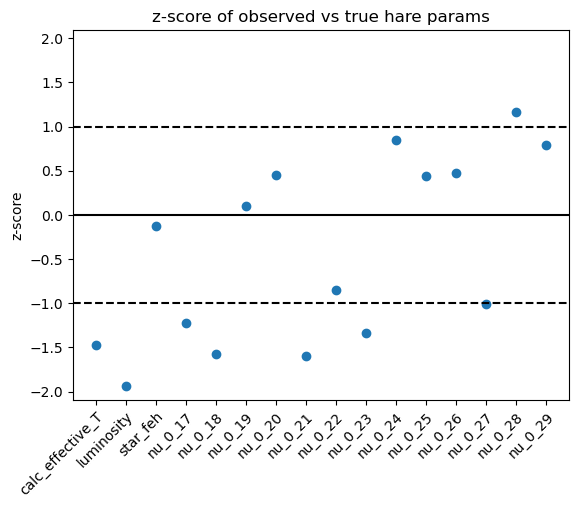 z-score of observed vs true hare params
z-score
2.0
1.5
1.0
0.5
0.0
−0.5
−1.0
−1.5
−2.0
calc_effective_T
luminosity
star_feh
nu_0_17
nu_0_18
nu_0_19
nu_0_20
nu_0_21
nu_0_22
nu_0_23
nu_0_24
nu_0_25
nu_0_26
nu_0_27
nu_0_28
nu_0_29